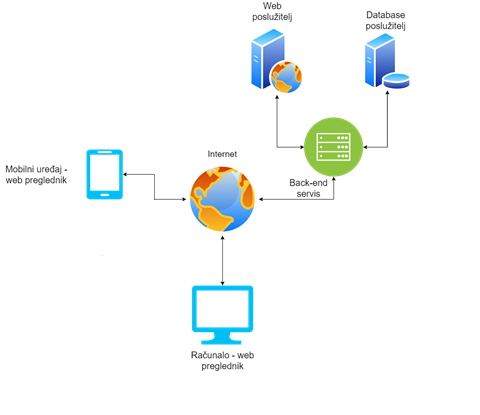 Web
poslužitelj
Database
poslužitelj
Internet
Mobilni uređaj -
web preglednik
Back-end
servis
Računalo - web
preglednik